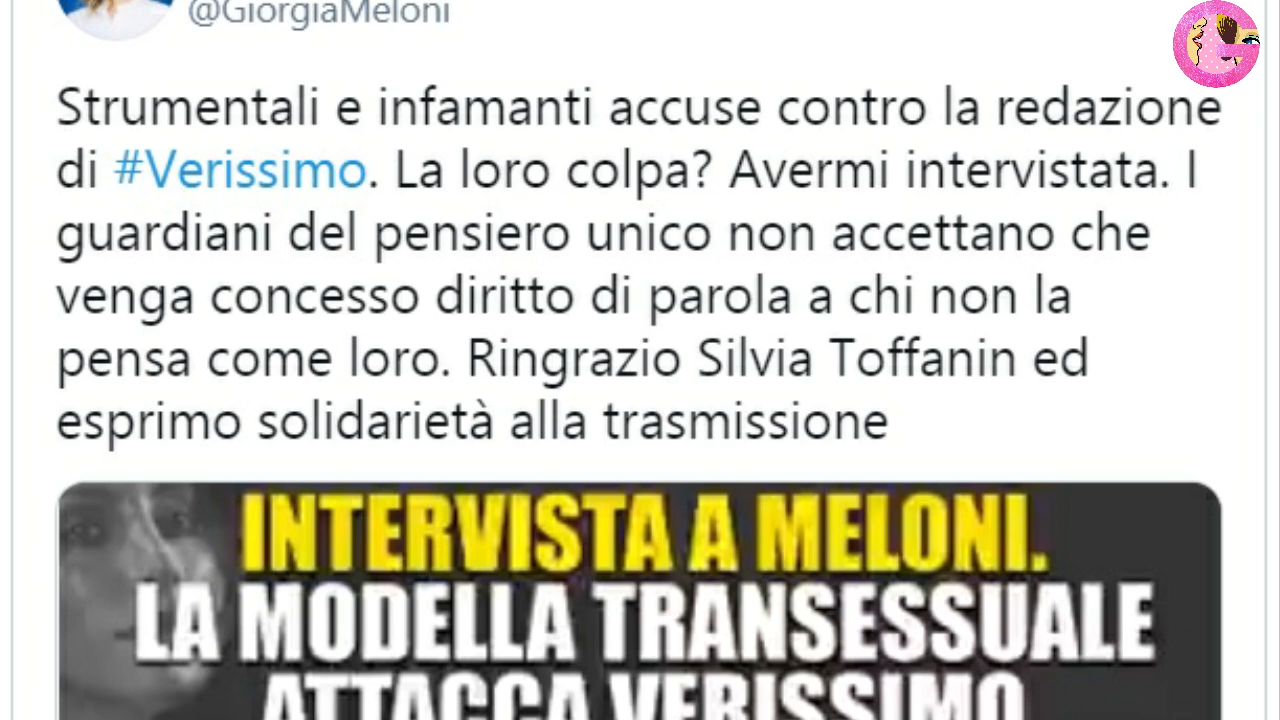 @GiorgiaMeloni
Strumentali e infamanti accuse contro la redazione
di #Verissimo. La loro colpa? Avermi intervistata. I
guardiani del pensiero unico non accettano che
venga concesso diritto di parola a chi non la
pensa come loro. Ringrazio Silvia Toffanin ed
esprimo solidarietà alla trasmissione
INTERVISTA A MELONI.
LA MODELLA TRANSESSUALE
ATTACCA VERISSIMO